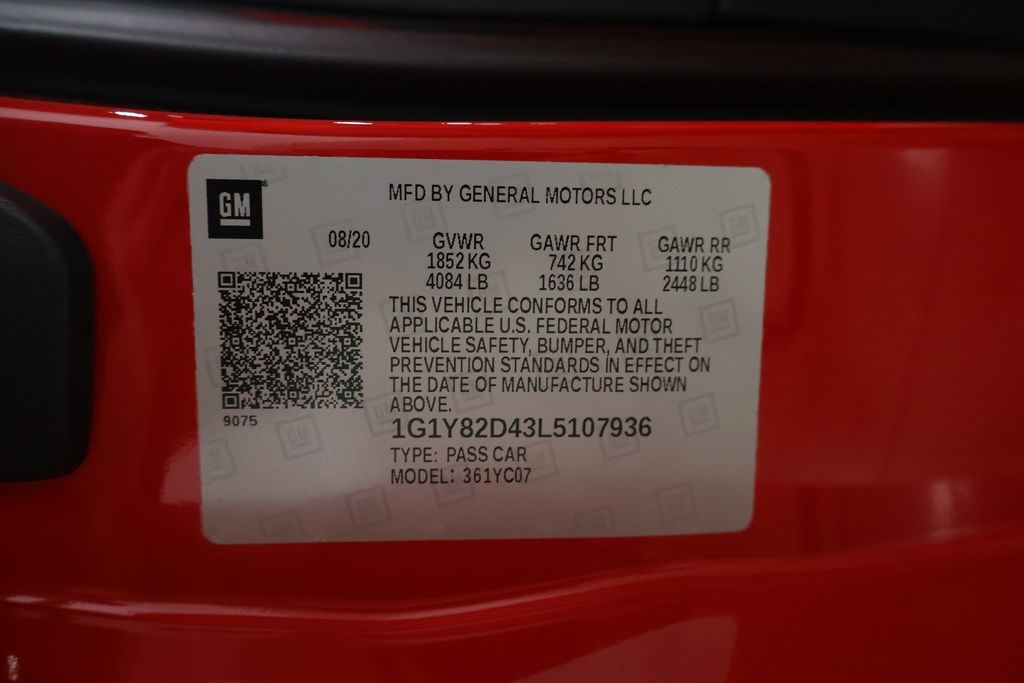 GM
MFD BY GENERAL MOTORS LLC
08/20
GVWR GAWR FRT GAWR RR
1852 KG 742 KG 1110 KG
4084 LB 1636 LB 2448 LB
THIS VEHICLE CONFORMS TO ALL
APPLICABLE U.S. FEDERAL MOTOR
VEHICLE SAFETY, BUMPER, AND THEFT
PREVENTION STANDARDS IN EFFECT ON
THE DATE OF MANUFACTURE SHOWN
ABOVE.
9075
1G1Y82D43L5107936
TYPE: PASS CAR
MODEL: 361YC07